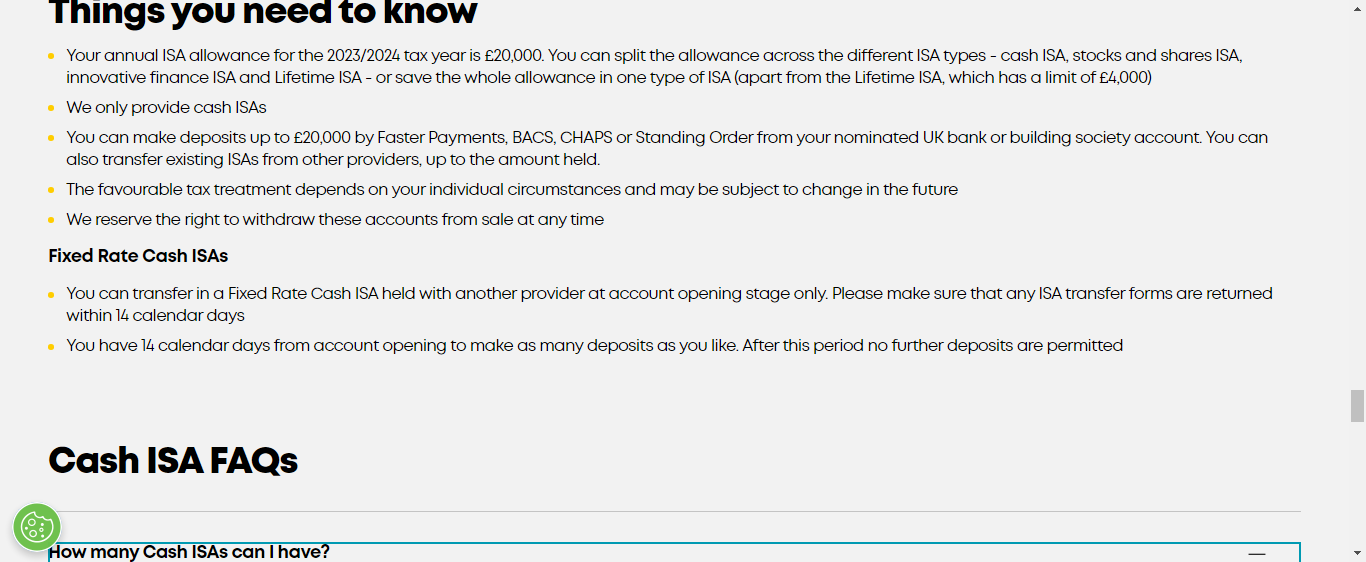 Things you need to know
Your annual ISA allowance for the 2023/2024 tax year is £20,000. You can split the allowance across the different ISA types - cash ISA, stocks and shares ISA,
innovative finance ISA and Lifetime ISA - or save the whole allowance in one type of ISA (apart from the Lifetime ISA, which has a limit of £4,000)
We only provide cash ISAs
You can make deposits up to £20,000 by Faster Payments, BACS, CHAPS or Standing Order from your nominated UK bank or building society account. You can
also transfer existing ISAs from other providers, up to the amount held.
The favourable tax treatment depends on your individual circumstances and may be subject to change in the future
We reserve the right to withdraw these accounts from sale at any time
Fixed Rate Cash ISAs
You can transfer in a Fixed Rate Cash ISA held with another provider at account opening stage only. Please make sure that any ISA transfer forms are returned
within 14 calendar days
You have 14 calendar days from account opening to make as many deposits as you like. After this period no further deposits are permitted
Cash ISA FAQs
How many Cash ISAs can I have?